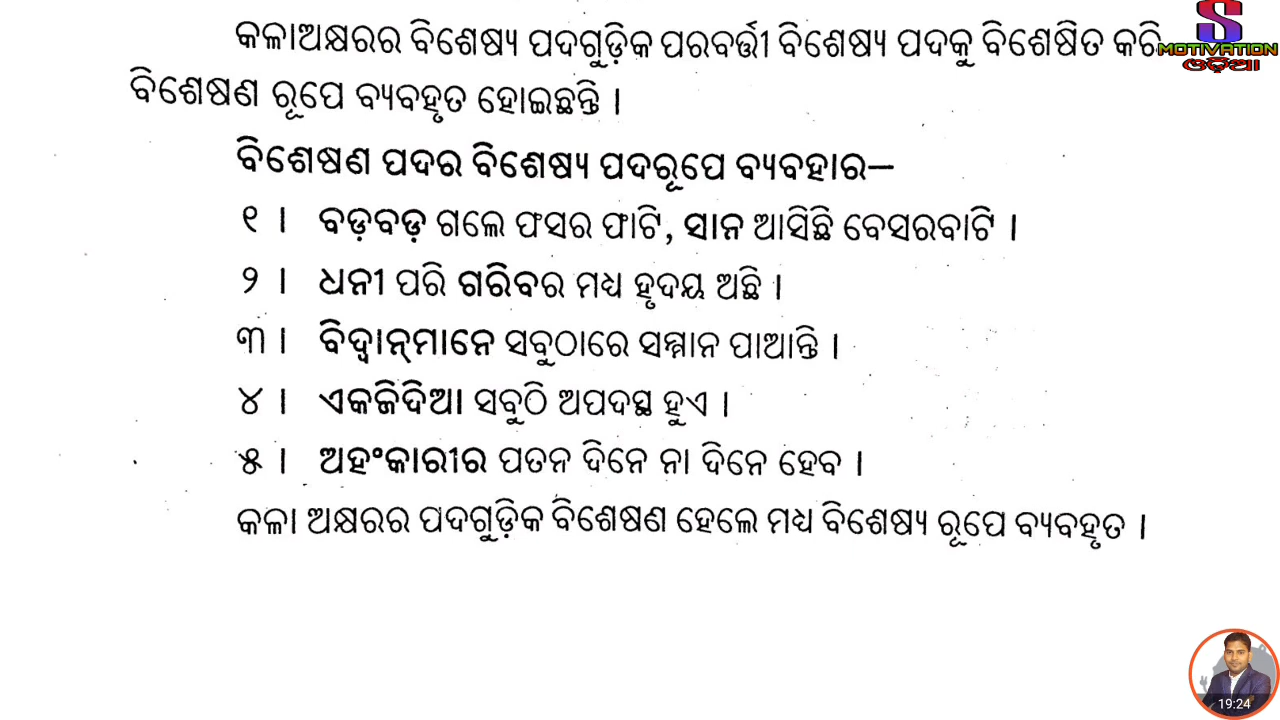 କଳାଅକ୍ଷରର ବିଶେଷ୍ୟ ପଦଗୁଡ଼ିକ ପରବର୍ତ୍ତୀ ବିଶେଷ୍ୟ ପଦକୁ ବିଶେଷିତ କରି
ବିଶେଷଣ ରୂପେ ବ୍ୟବହୃତ ହୋଇଛନ୍ତି ।
ବିଶେଷଣ ପଦର ବିଶେଷ୍ୟ ପଦରୂପେ ବ୍ୟବହାର—
୧ । ବଡ଼ବଡ଼ ଗଲେ ଫସର ଫାଟି, ସାନ ଆସିଛି ବେସରବାଟି ।
୨ । ଧନୀ ପରି ଗରିବର ମଧ୍ୟ ହୃଦୟ ଅଛି ।
୩ । ବିଦ୍ୱାନ୍‌ମାନେ ସବୁଠାରେ ସମ୍ମାନ ପାଆନ୍ତି ।
୪ । ଏକଜିଦିଆ ସବୁଠି ଅପଦସ୍ଥ ହୁଏ ।
୫ । ଅହଂକାରୀର ପତନ ଦିନେ ନା ଦିନେ ହେବ ।
କଳା ଅକ୍ଷରର ପଦଗୁଡ଼ିକ ବିଶେଷଣ ହେଲେ ମଧ୍ୟ ବିଶେଷ୍ୟ ରୂପେ ବ୍ୟବହୃତ ।
S
MOTIVATION
ଓଡ଼ିଆ
19:24